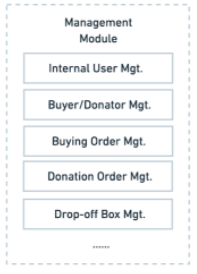 Management
Module
Internal User Mgt.
Buyer/Donator Mgt.
Buying Order Mgt.
Donation Order Mgt.
Drop-off Box Mgt.
......